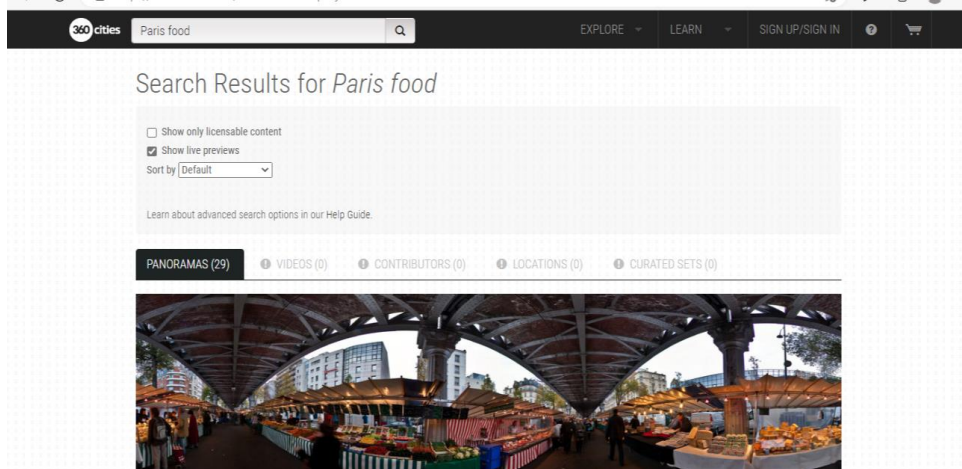 360 cities Paris food EXPLORE LEARN SIGN UP/SIGN IN ?
Search Results for Paris food
Show only licensable content
Show live previews
Sort by Default
Learn about advanced search options in our Help Guide.
PANORAMAS (29) VIDEOS (0) CONTRIBUTORS (0) LOCATIONS (0) CURATED SETS (0)